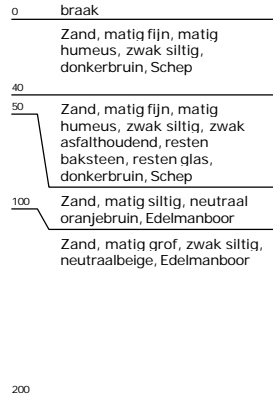 0 braak
Zand, matig fijn, matig
humeus, zwak siltig,
donkerbruin, Schep
40
50 Zand, matig fijn, matig
humeus, zwak siltig, zwak
asfalthoudend, resten
baksteen, resten glas,
donkerbruin, Schep
100 Zand, matig siltig, neutraal
oranjebruin, Edelmanboor
Zand, matig grof, zwak siltig,
neutraalbeige, Edelmanboor
200